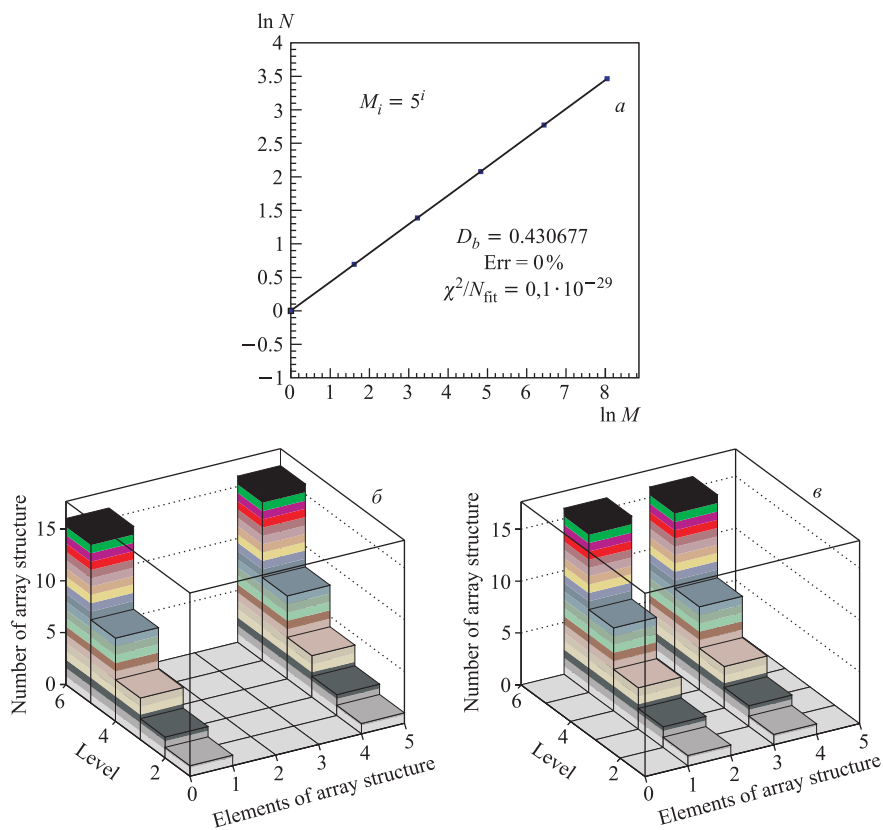 ln N
4
3.5
3
2.5
2
1.5
1
0.5
0
−0.5
−1
M_i = 5^i
a
D_b = 0.430677
Err = 0%
χ²/N_fit = 0,1·10⁻²⁹
0 1 2 3 4 5 6 7 8
ln M
б
Number of array structure
15
10
5
0
6
4
2
Level
0 1 2 3 4 5
Elements of array structure
в
Number of array structure
15
10
5
0
6
4
2
Level
0 1 2 3 4 5
Elements of array structure